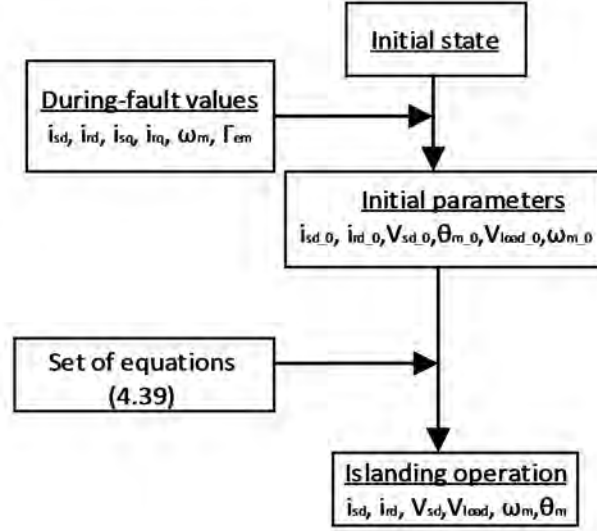 Initial state
During-fault values
isd, ird, isq, irq, ωm, Γem
Initial parameters
isd_0, ird_0,Vsd_0,θm_0,Vload_0,ωm_0
Set of equations
(4.39)
Islanding operation
isd, ird, Vsd,Vload, ωm,θm